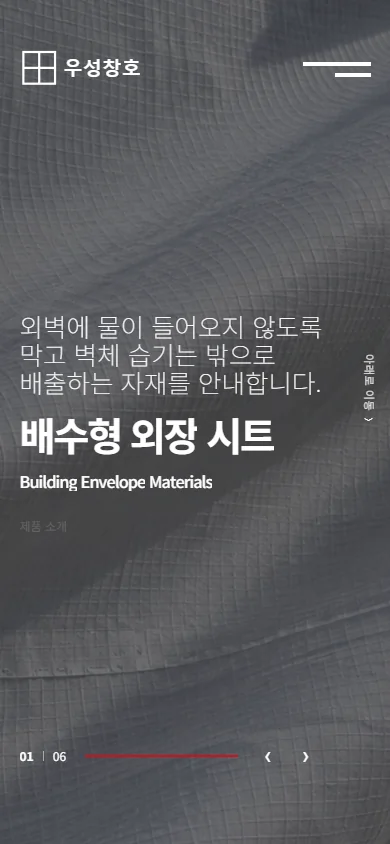 우성창호
외벽에 물이 들어오지 않도록
막고 벽체 습기는 밖으로
배출하는 자재를 안내합니다.
아래로 이동 >
배수형 외장 시트
Building Envelope Materials
제품 소개
01 | 06 ‹ ›